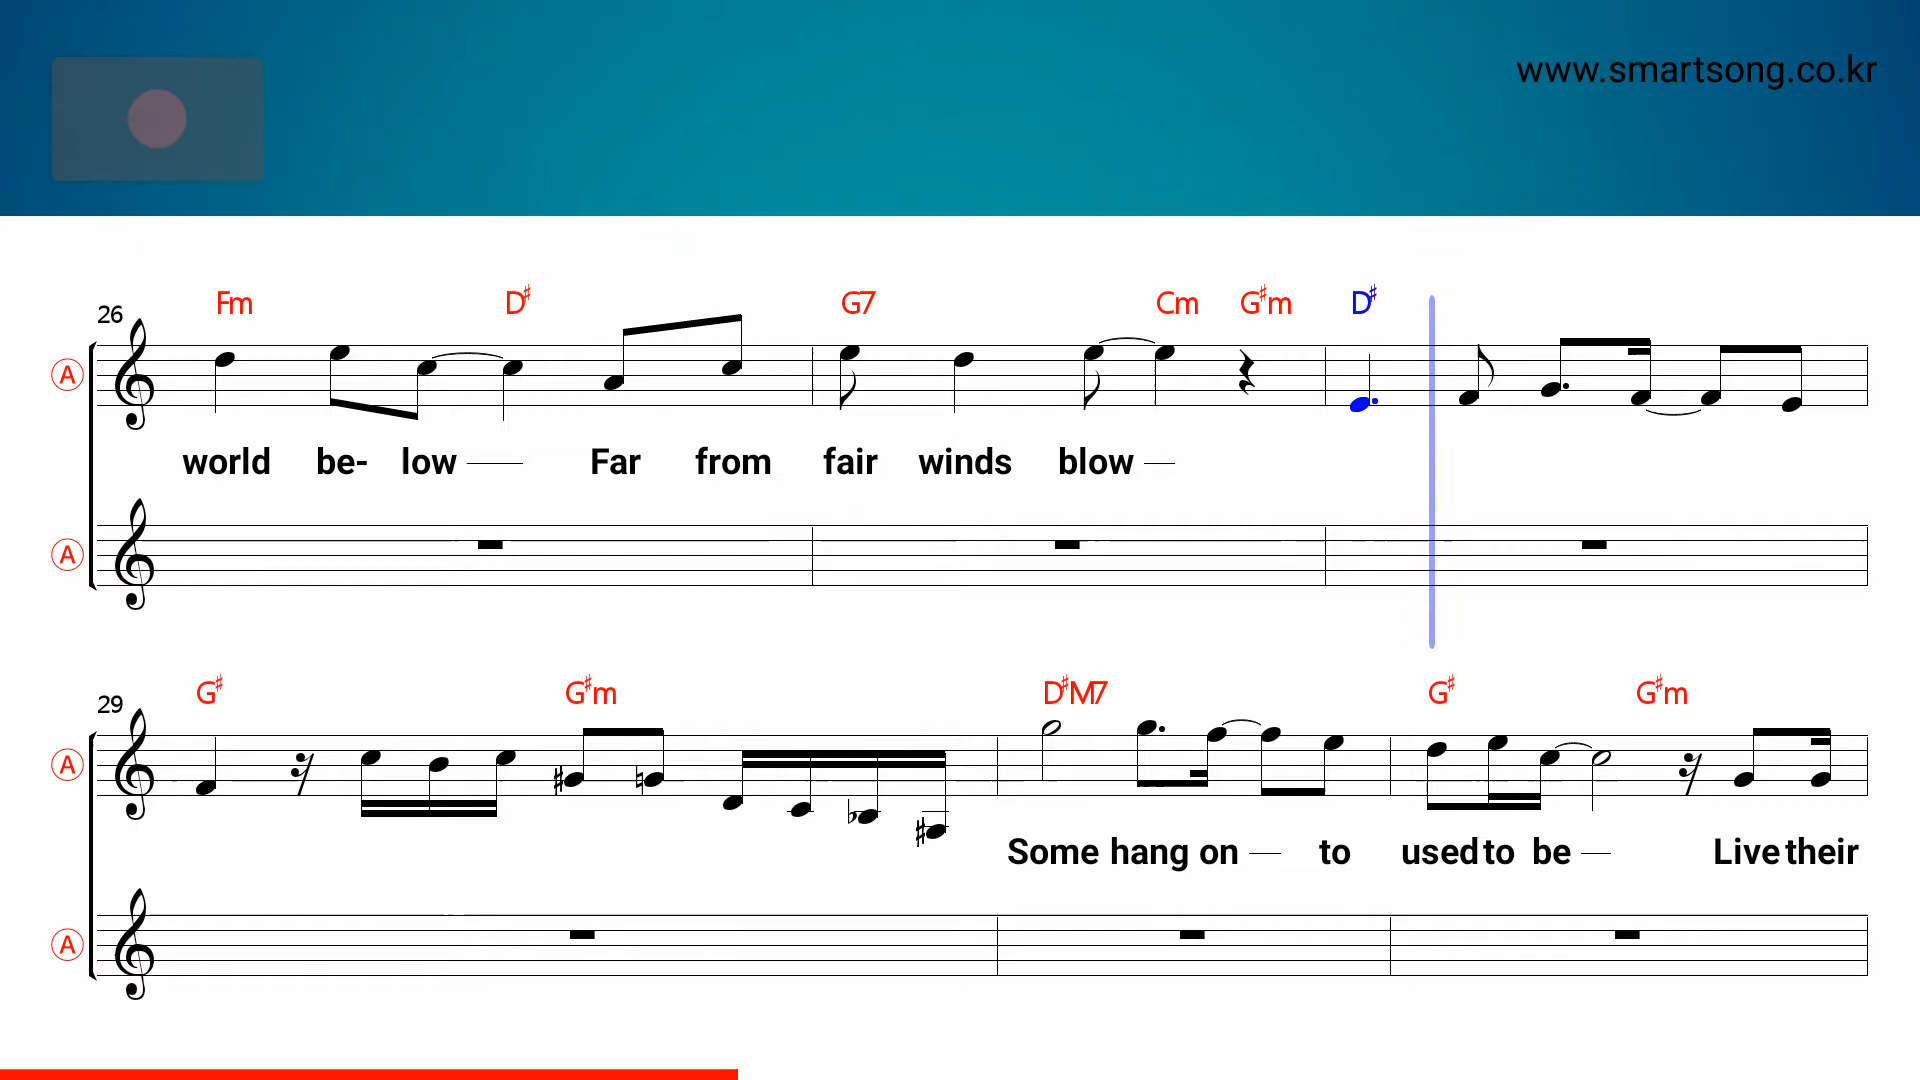 www.smartsong.co.kr
26 Fm D♯ G7 Cm G♯m D♯
A
world be- low Far from fair winds blow
A
29 G♯ G♯m D♯M7 G♯ G♯m
A
Some hang on to used to be Live their
A